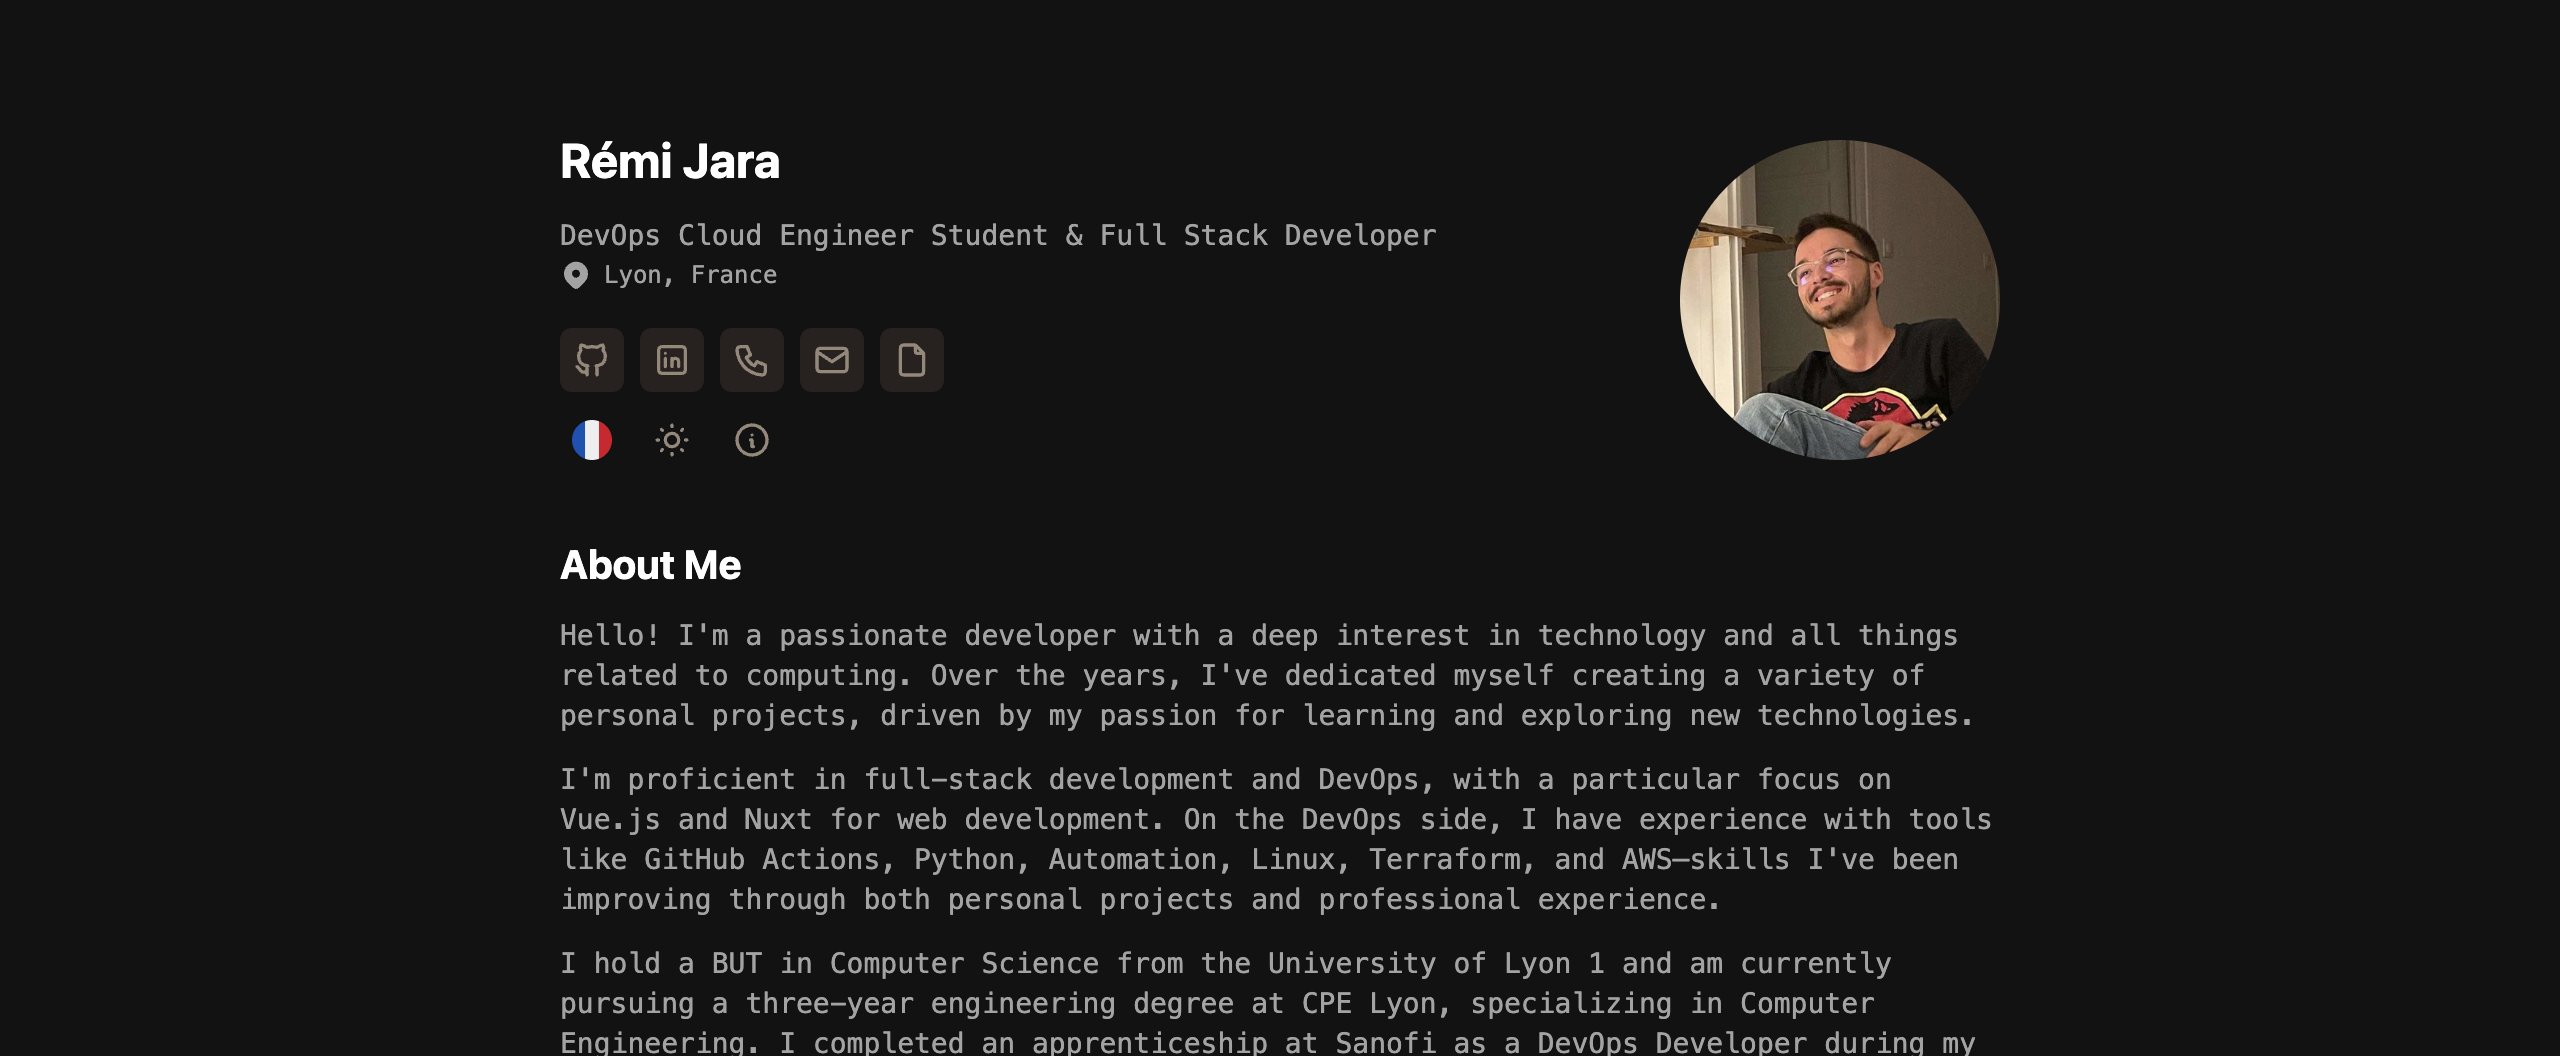 Rémi Jara
DevOps Cloud Engineer Student & Full Stack Developer
Lyon, France
in
About Me
Hello! I'm a passionate developer with a deep interest in technology and all things
related to computing. Over the years, I've dedicated myself creating a variety of
personal projects, driven by my passion for learning and exploring new technologies.
I'm proficient in full-stack development and DevOps, with a particular focus on
Vue.js and Nuxt for web development. On the DevOps side, I have experience with tools
like GitHub Actions, Python, Automation, Linux, Terraform, and AWS—skills I've been
improving through both personal projects and professional experience.
I hold a BUT in Computer Science from the University of Lyon 1 and am currently
pursuing a three-year engineering degree at CPE Lyon, specializing in Computer
Engineering. I completed an apprenticeship at Sanofi as a DevOps Developer during my